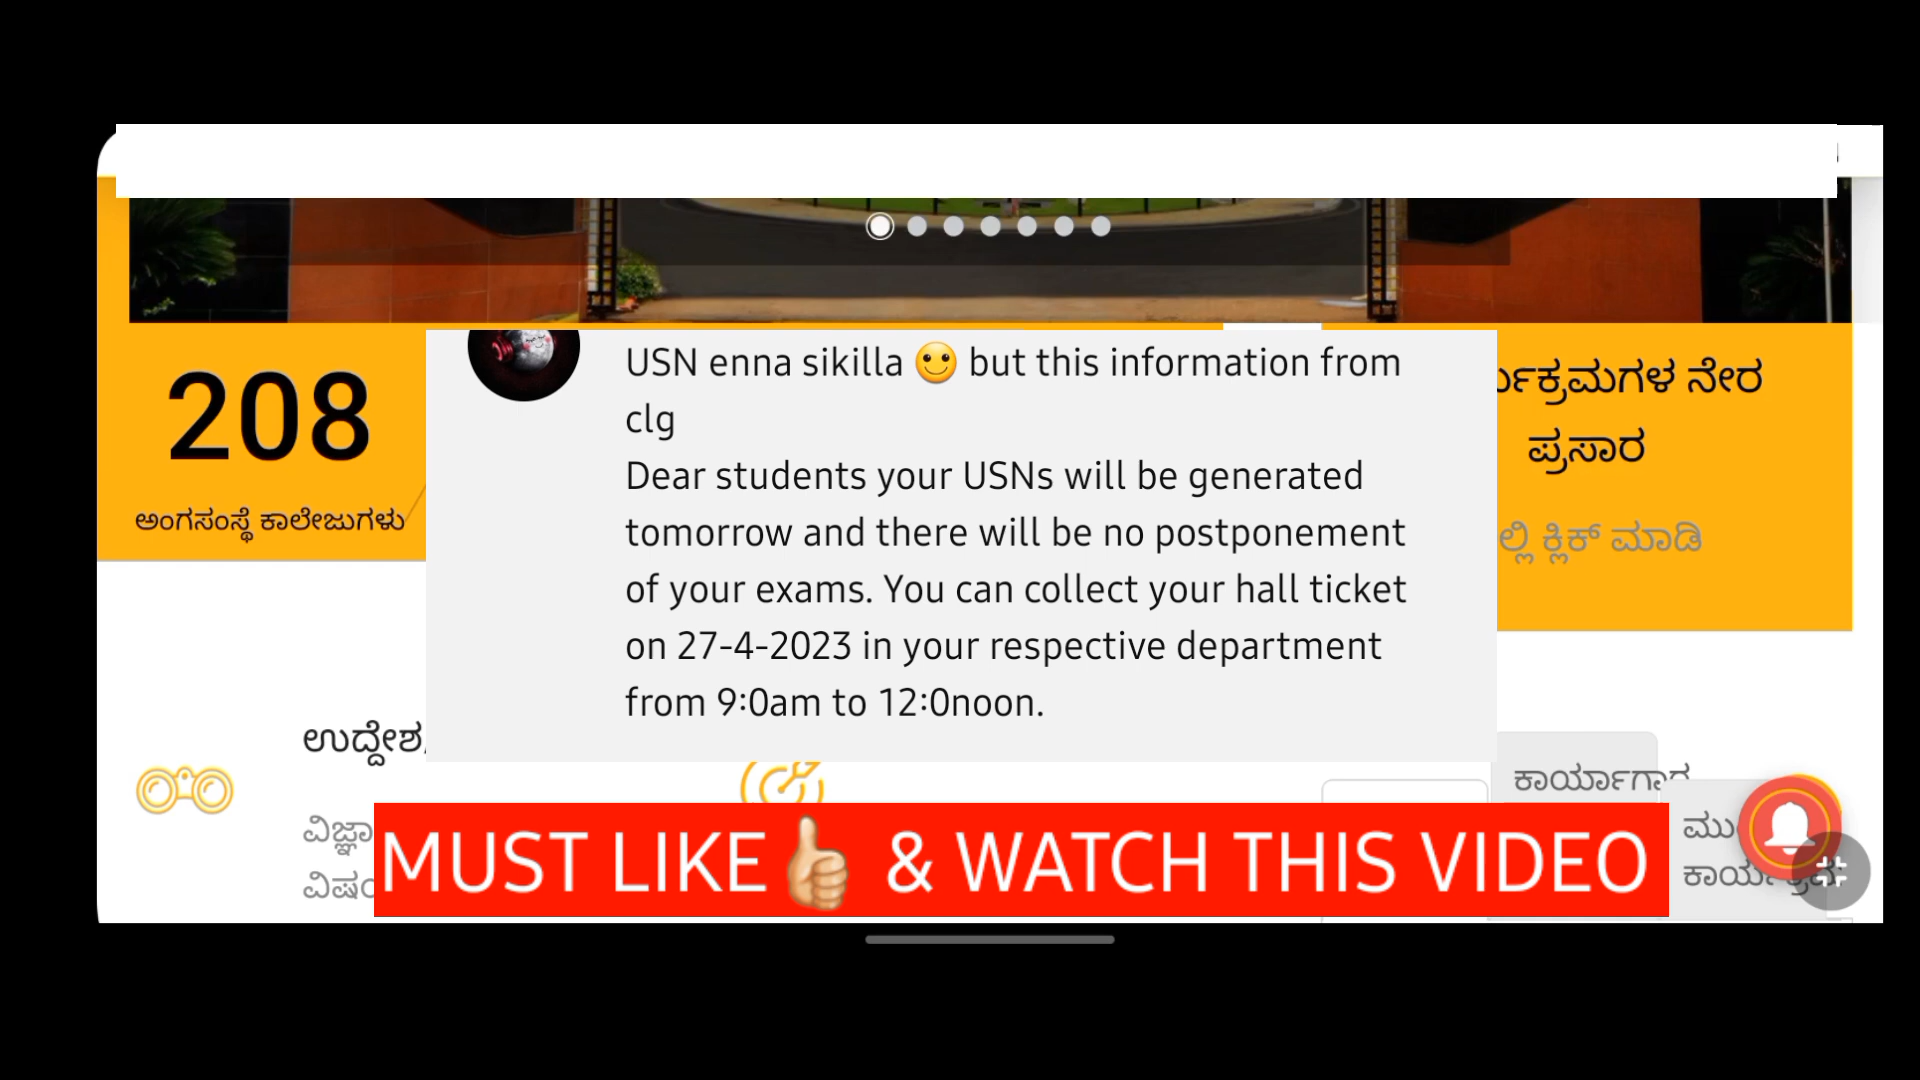 208
ಅಂಗಸಂಸ್ಥೆ ಕಾಲೇಜುಗಳು
USN enna sikilla 🙂 but this information from
clg
Dear students your USNs will be generated
tomorrow and there will be no postponement
of your exams. You can collect your hall ticket
on 27-4-2023 in your respective department
from 9:0am to 12:0noon.
ನೇರ
ಪ್ರಸಾರ
ಕ್ಲಿಕ್ ಮಾಡಿ
ಉದ್ದೇಶ
ಕಾರ್ಯಾಗಾರ
MUST LIKE👍🏼 & WATCH THIS VIDEO